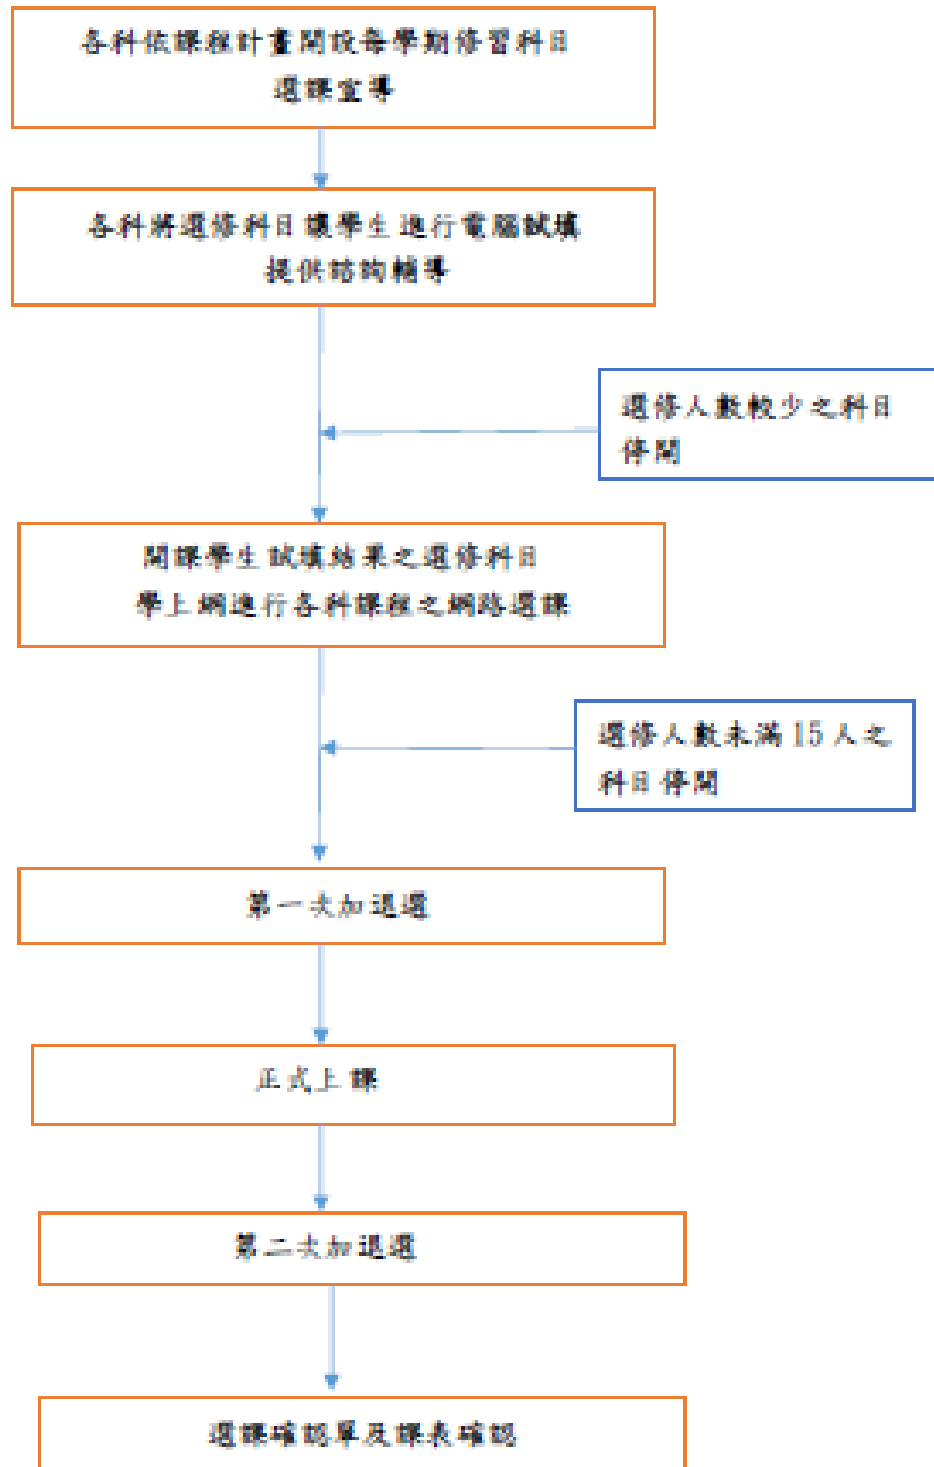 各科依課程計畫開設每學期修習科目
選課宣導
各科將選修科目讓學生進行電腦試填
提供諮詢輔導
選修人數較少之科目
停開
開課學生試填結果之選修科目
學上網進行各科課程之網路選課
選修人數未滿 15 人之
科目停開
第一次加退選
正式上課
第二次加退選
選課確認單及課表確認